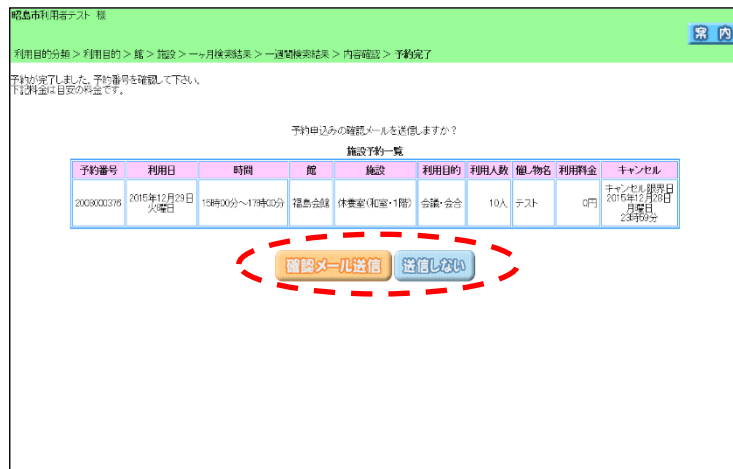 昭島市利用者テスト 様
案 内
利用目的分類 > 利用目的 > 館 > 施設 > 一ヶ月検索結果 > 一週間検索結果 > 内容確認 > 予約完了
予約が完了しました。予約番号を確認して下さい。
下記料金は目安の料金です。
予約申込みの確認メールを送信しますか？
施設予約一覧
予約番号 利用日 時間 館 施設 利用目的 利用人数 催し物名 利用料金 キャンセル
2008000376 2015年12月29日 火曜日 15時00分～17時00分 福島会館 休養室(和室・1階) 会議・会合 10人 テスト 0円 キャンセル限界日 2015年12月28日 月曜日 23時59分
確認メール送信 送信しない